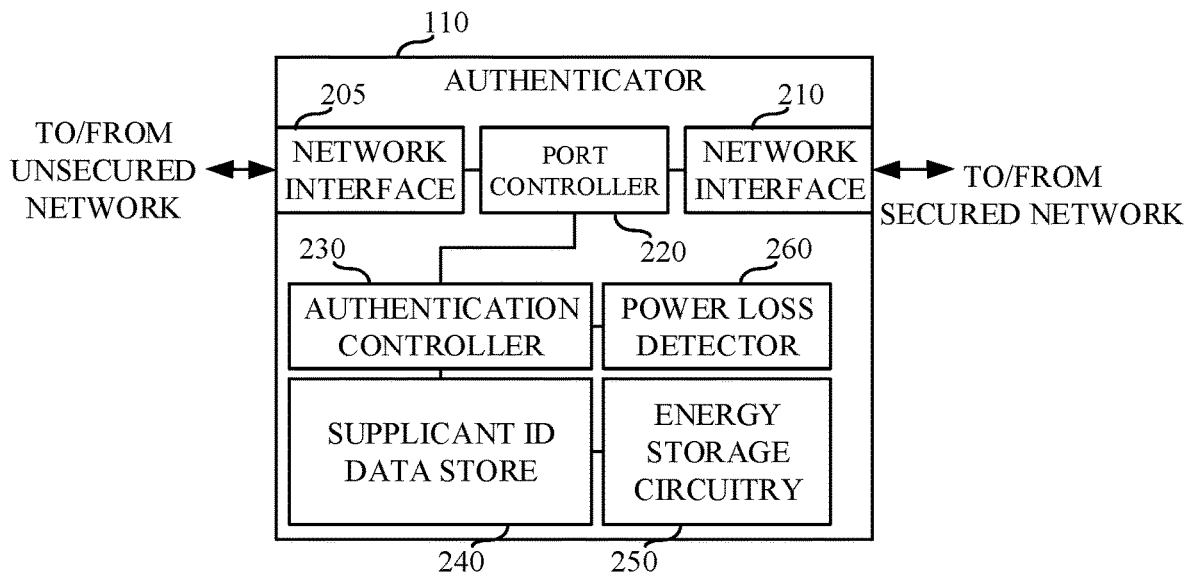 110
AUTHENTICATOR
205
210
TO/FROM
UNSECURED
NETWORK
NETWORK
INTERFACE
PORT
CONTROLLER
NETWORK
INTERFACE
TO/FROM
SECURED NETWORK
230
220
260
AUTHENTICATION
CONTROLLER
POWER LOSS
DETECTOR
SUPPLICANT ID
DATA STORE
ENERGY
STORAGE
CIRCUITRY
240
250